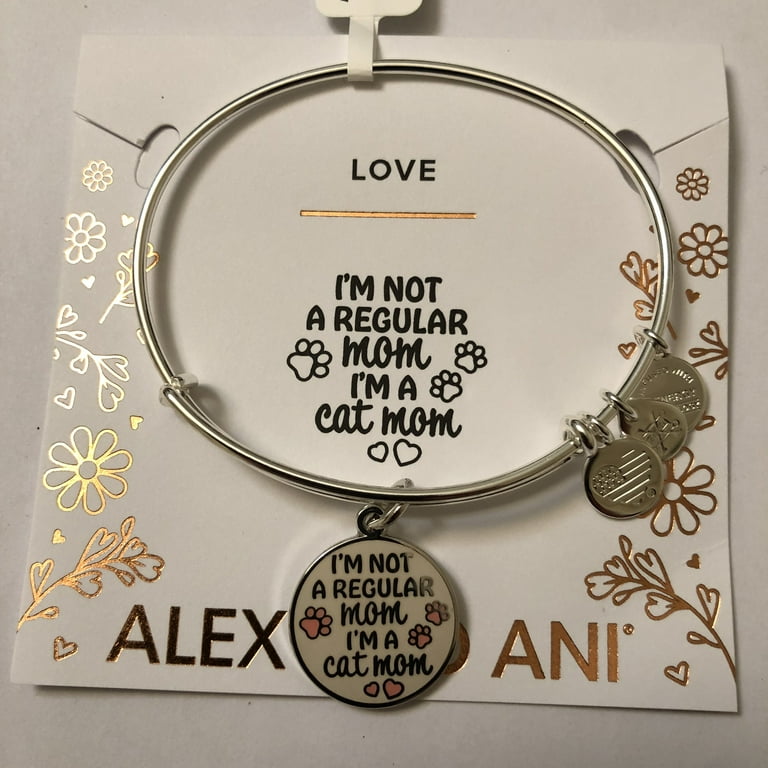 LOVE
I'M NOT
A REGULAR
mom
I'M A
cat mom
I'M NOT
A REGULAR
mom
I'M A
cat mom
ALEX ANI